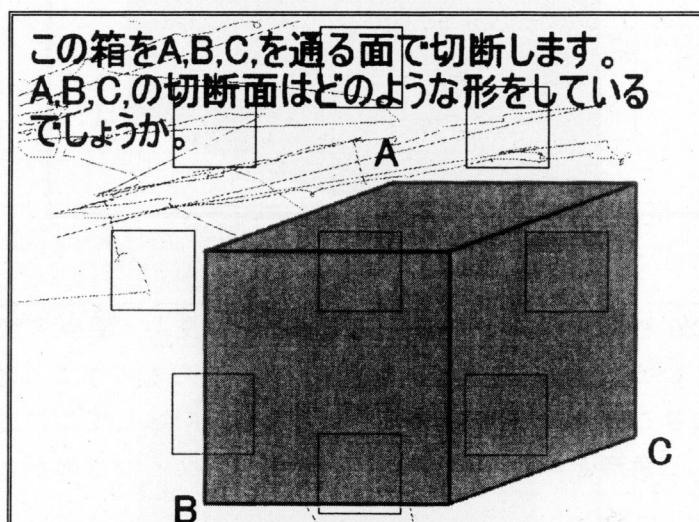 この箱をA,B,C,を通る面で切断します。
A,B,C,の切断面はどのような形をしている
でしょうか。
A
C
B